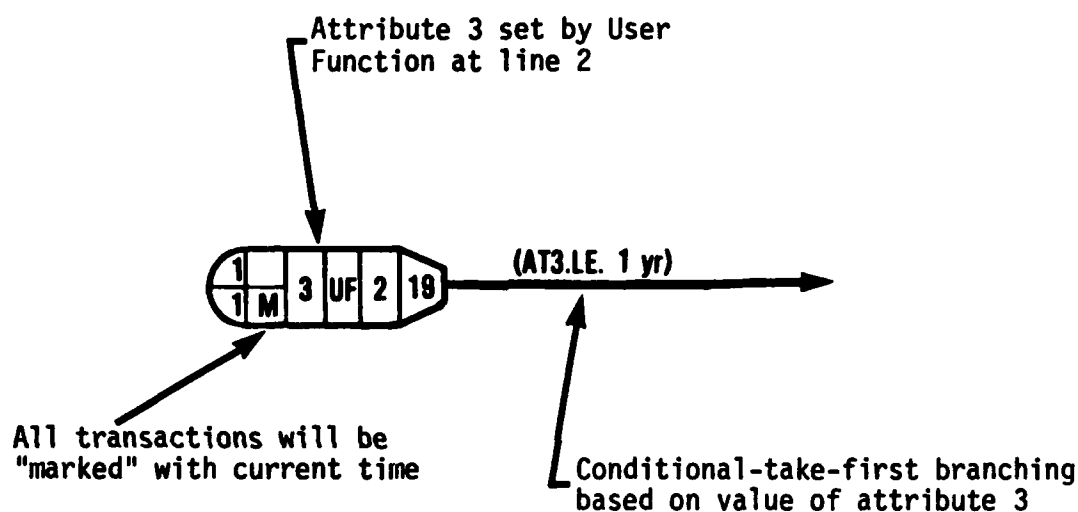 Attribute 3 set by User
Function at line 2
(AT3.LE. 1 yr)
1
1 M 3 UF 2 19
All transactions will be
"marked" with current time
Conditional-take-first branching
based on value of attribute 3